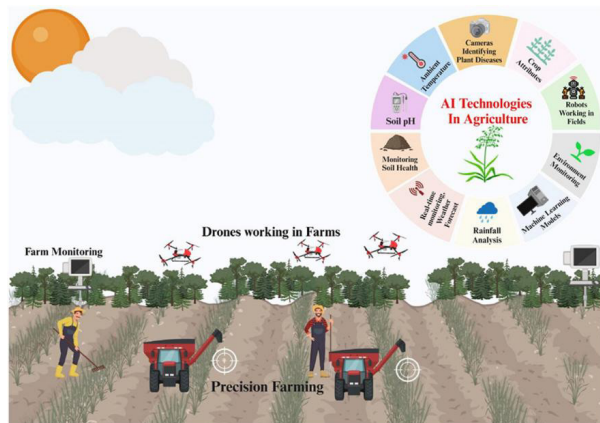 Cameras
Identifying
Plant Diseases
Crop
Attributes
Robots
Working in
Fields
Environment
Monitoring
Machine Learning
Models
Rainfall
Analysis
Real-time
monitoring,
Weather
Forecast
Monitoring
Soil Health
Soil pH
Ambient
Temperature
AI Technologies
In Agriculture
Drones working in Farms
Farm Monitoring
Precision Farming